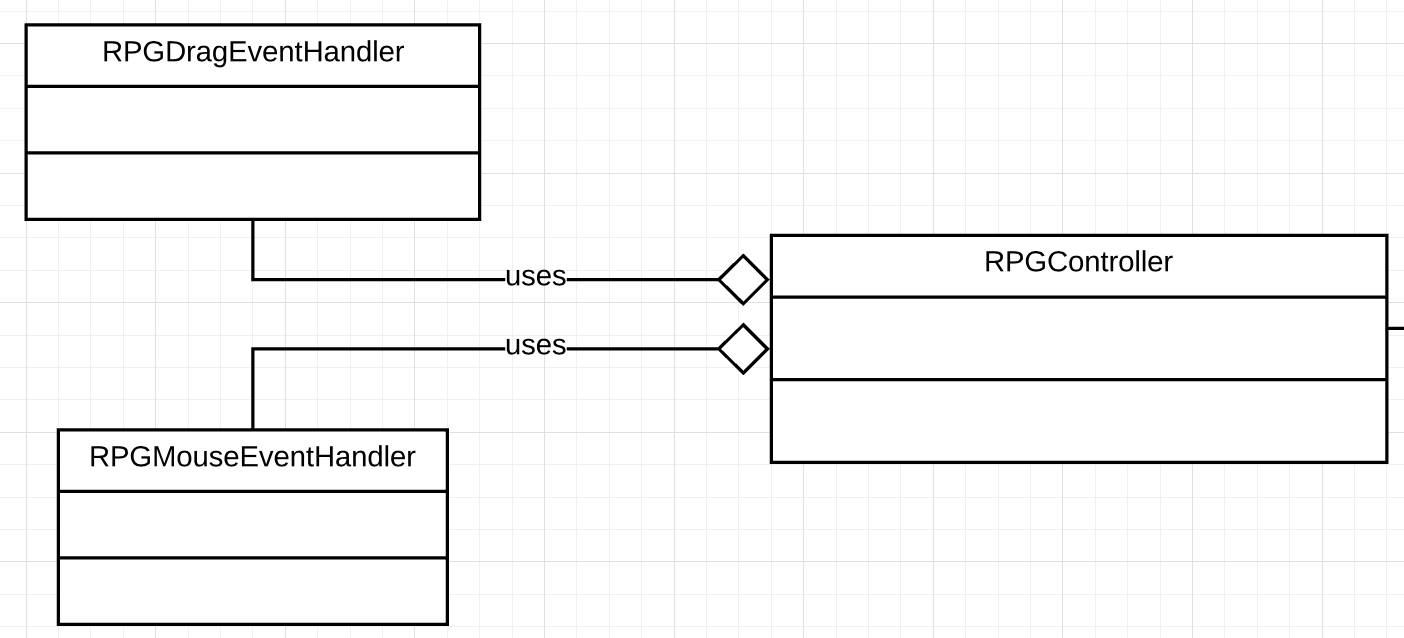 RPGDragEventHandler
uses
RPGController
uses
RPGMouseEventHandler